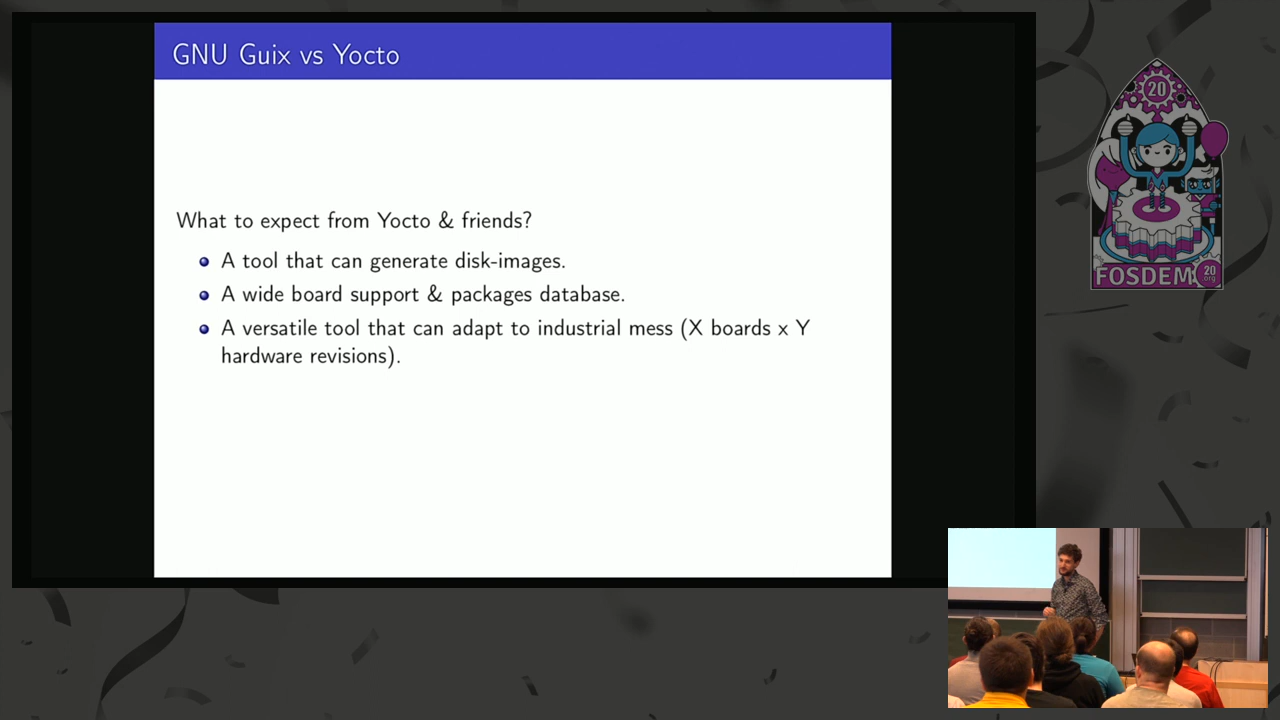 GNU Guix vs Yocto
What to expect from Yocto & friends?
A tool that can generate disk-images.
A wide board support & packages database.
A versatile tool that can adapt to industrial mess (X boards x Y
hardware revisions).
20
FOSDEM 20
org